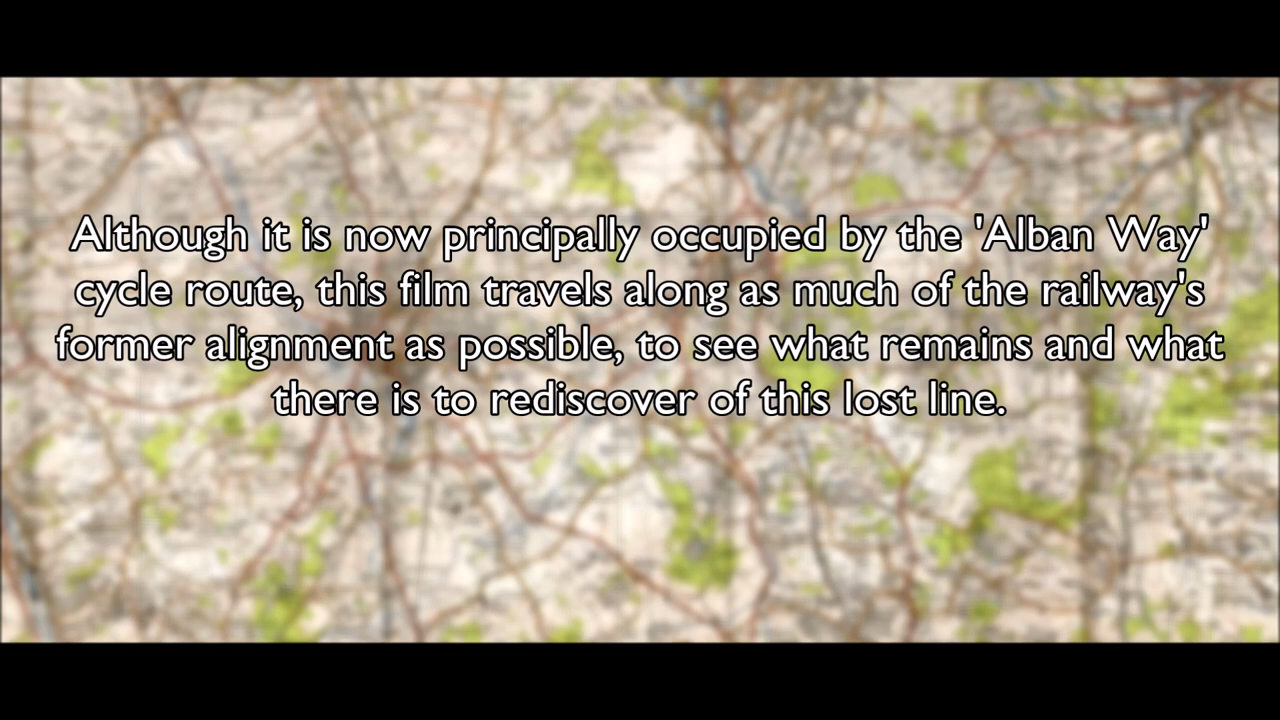 Although it is now principally occupied by the 'Alban Way'
cycle route, this film travels along as much of the railway's
former alignment as possible, to see what remains and what
there is to rediscover of this lost line.